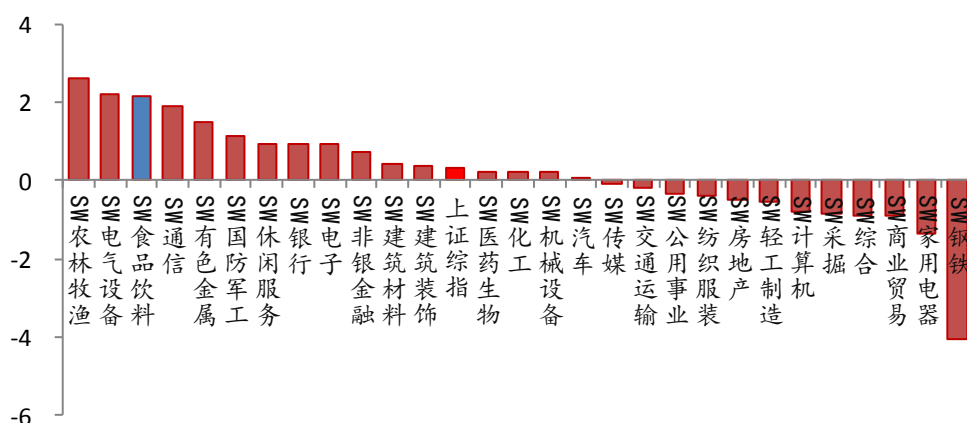 4
2
0
-2
-4
-6
SW农林牧渔
SW电气设备
SW食品饮料
SW通信
SW有色金属
SW国防军工
SW休闲服务
SW银行
SW电子
SW非银金融
SW建筑材料
SW建筑装饰
上证综指
SW医药生物
SW化工
SW机械设备
SW汽车
SW传媒
SW交通运输
SW公用事业
SW纺织服装
SW房地产
SW轻工制造
SW计算机
SW采掘
SW综合
SW商业贸易
SW家用电器
SW钢铁